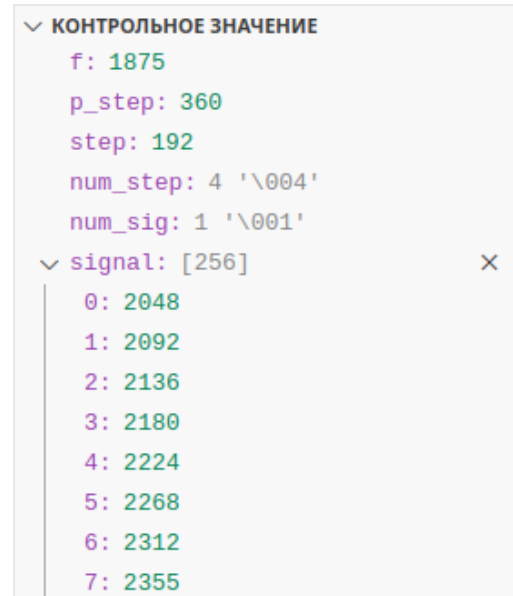 КОНТРОЛЬНОЕ ЗНАЧЕНИЕ
f: 1875
p_step: 360
step: 192
num_step: 4 '\004'
num_sig: 1 '\001'
signal: [256]
0: 2048
1: 2092
2: 2136
3: 2180
4: 2224
5: 2268
6: 2312
7: 2355